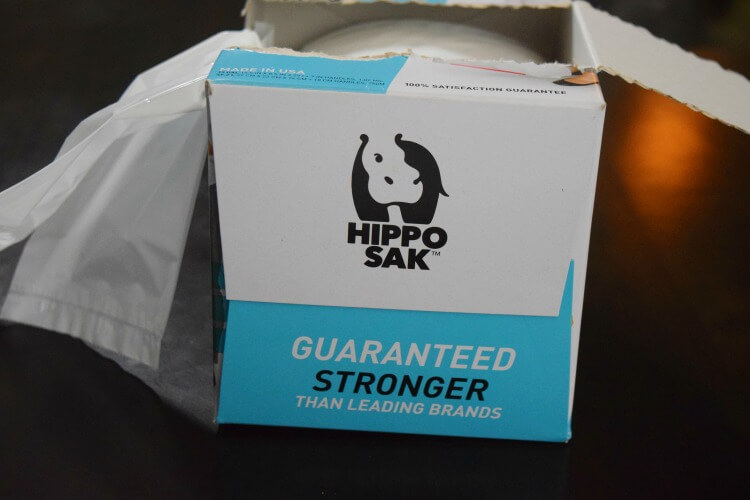 MADE IN USA
100% SATISFACTION GUARANTEE
HIPPO
SAK™
GUARANTEED
STRONGER
THAN LEADING BRANDS